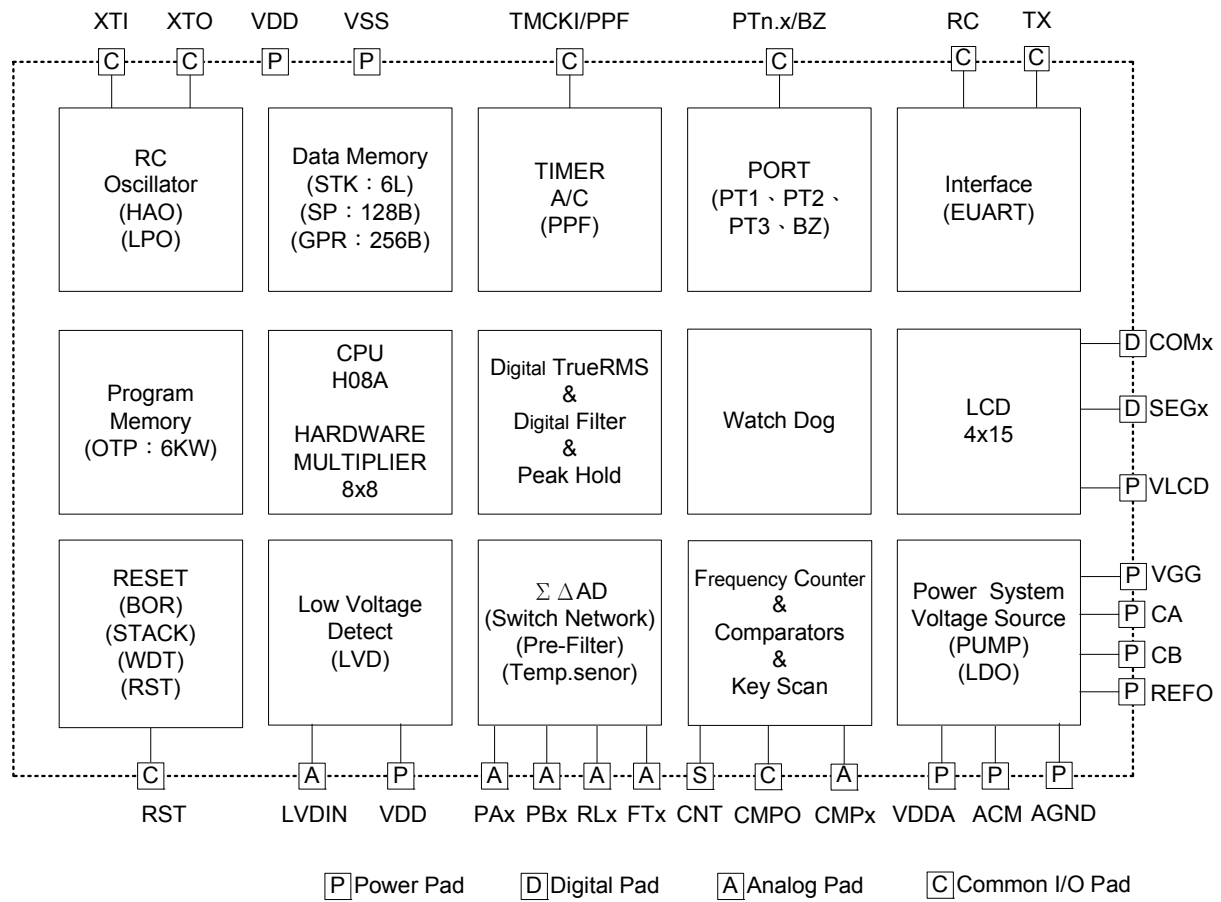 XTI XTO VDD VSS TMCKI/PPF PTn.x/BZ RC TX
C C P P C C C C
RC
Oscillator
(HAO)
(LPO)
Data Memory
(STK：6L)
(SP：128B)
(GPR：256B)
TIMER
A/C
(PPF)
PORT
(PT1、PT2、
PT3、BZ)
Interface
(EUART)
Program
Memory
(OTP：6KW)
CPU
H08A
HARDWARE
MULTIPLIER
8x8
Digital TrueRMS
&
Digital Filter
&
Peak Hold
Watch Dog
LCD
4x15
D COMx
D SEGx
P VLCD
RESET
(BOR)
(STACK)
(WDT)
(RST)
Low Voltage
Detect
(LVD)
Σ Δ AD
(Switch Network)
(Pre-Filter)
(Temp.senor)
Frequency Counter
&
Comparators
&
Key Scan
Power System
Voltage Source
(PUMP)
(LDO)
P VGG
P CA
P CB
P REFO
C A P A A A A S C A P P P
RST LVDIN VDD PAx PBx RLx FTx CNT CMPO CMPx VDDA ACM AGND
P Power Pad D Digital Pad A Analog Pad C Common I/O Pad